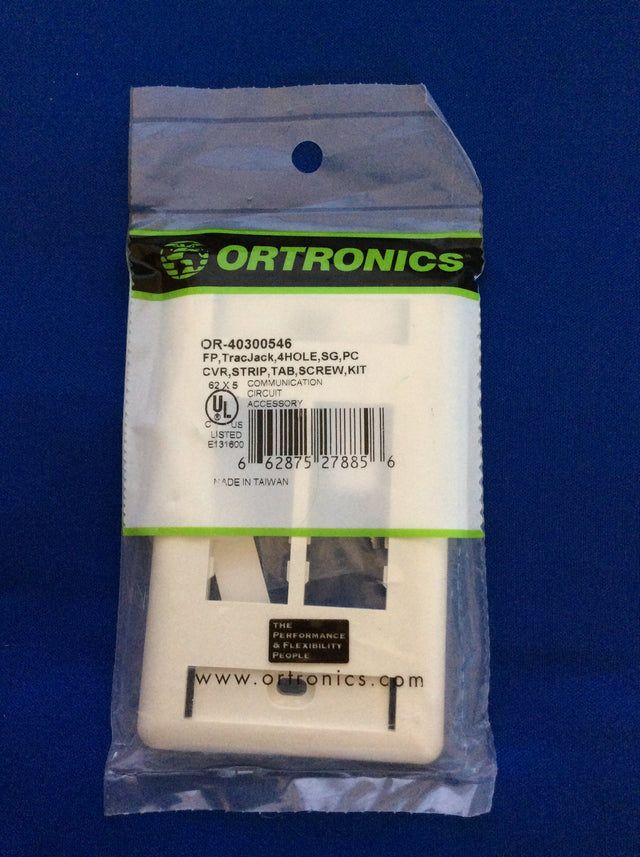 ORTRONICS
OR-40300546
FP,TracJack,4HOLE,SG,PC
CVR,STRIP,TAB,SCREW,KIT
62 X 5 COMMUNICATION
CIRCUIT
ACCESSORY
UL
C US
LISTED
E131600
6 62875 27885 6
MADE IN TAIWAN
THE
PERFORMANCE
& FLEXIBILITY
PEOPLE
www.ortronics.com